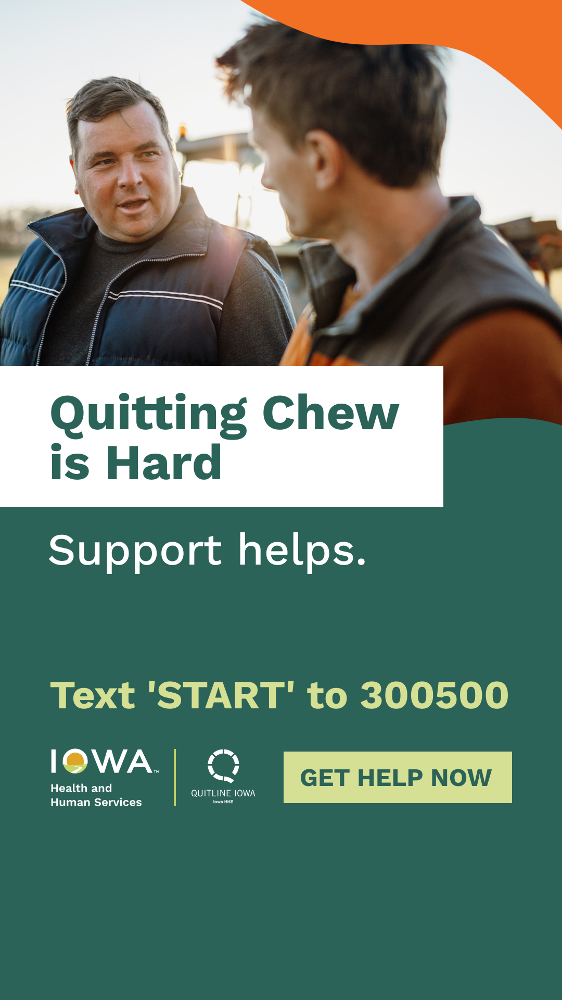 Quitting Chew
is Hard
Support helps.
Text 'START' to 300500
IOWA™
Health and
Human Services
QUITLINE IOWA
Iowa HHS
GET HELP NOW